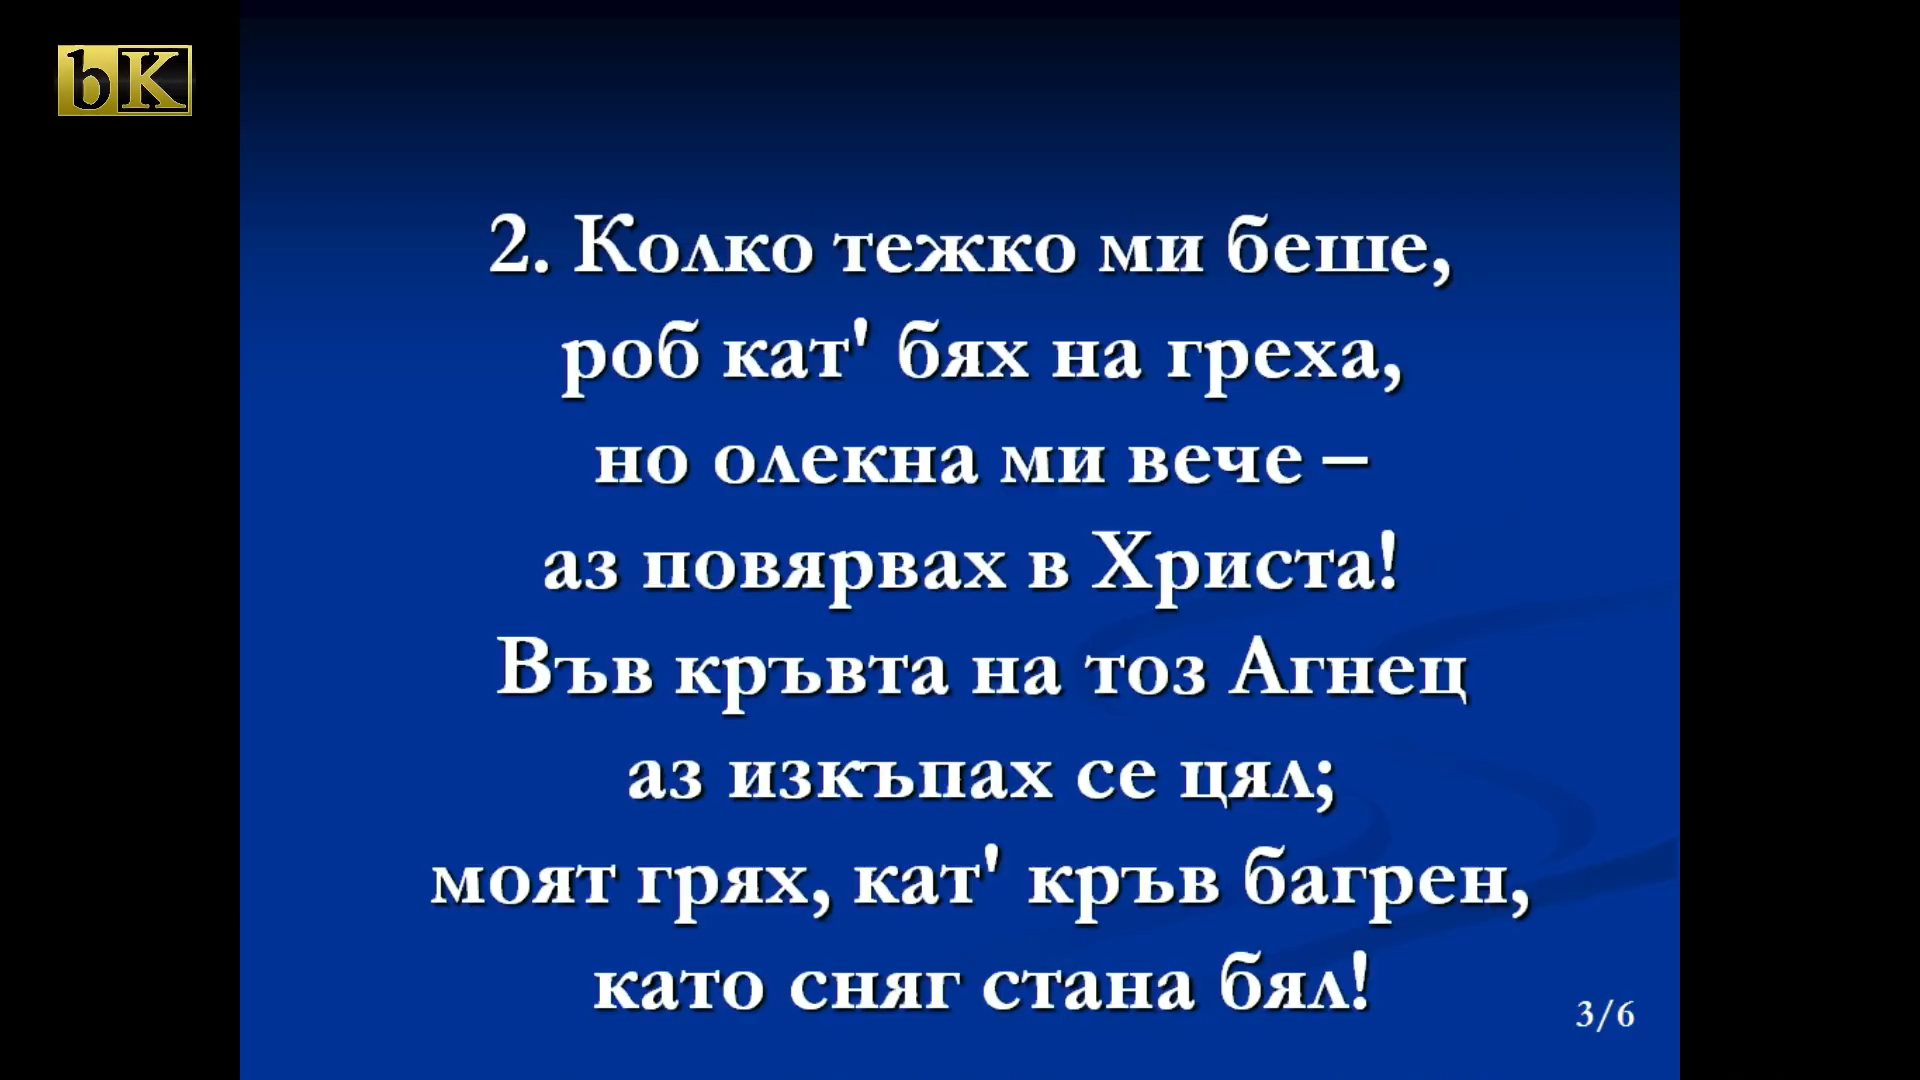 bK
2. Колко тежко ми беше,
роб кат' бях на греха,
но олекна ми вече –
аз повярвах в Христа!
Във кръвта на тоз Агнец
аз изкъпах се цял;
моят грях, кат' кръв багрен,
като сняг стана бял!
3/6